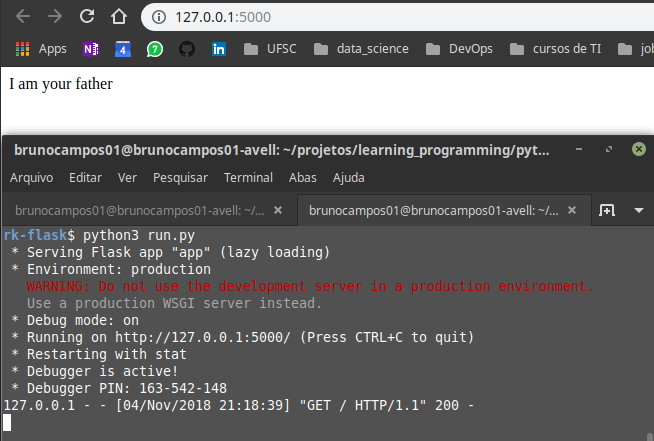 127.0.0.1:5000
Apps N 4 7 in UFSC data_science DevOps cursos de TI jo
I am your father
brunocampos01@brunocampos01-avell: ~/projetos/learning_programming/pyt...
Arquivo Editar Ver Pesquisar Terminal Abas Ajuda
brunocampos01@brunocampos01-avell: ~/... × brunocampos01@brunocampos01-avell: ~/... ×
rk-flask$ python3 run.py
* Serving Flask app "app" (lazy loading)
* Environment: production
WARNING: Do not use the development server in a production environment.
Use a production WSGI server instead.
* Debug mode: on
* Running on http://127.0.0.1:5000/ (Press CTRL+C to quit)
* Restarting with stat
* Debugger is active!
* Debugger PIN: 163-542-148
127.0.0.1 - - [04/Nov/2018 21:18:39] "GET / HTTP/1.1" 200 -